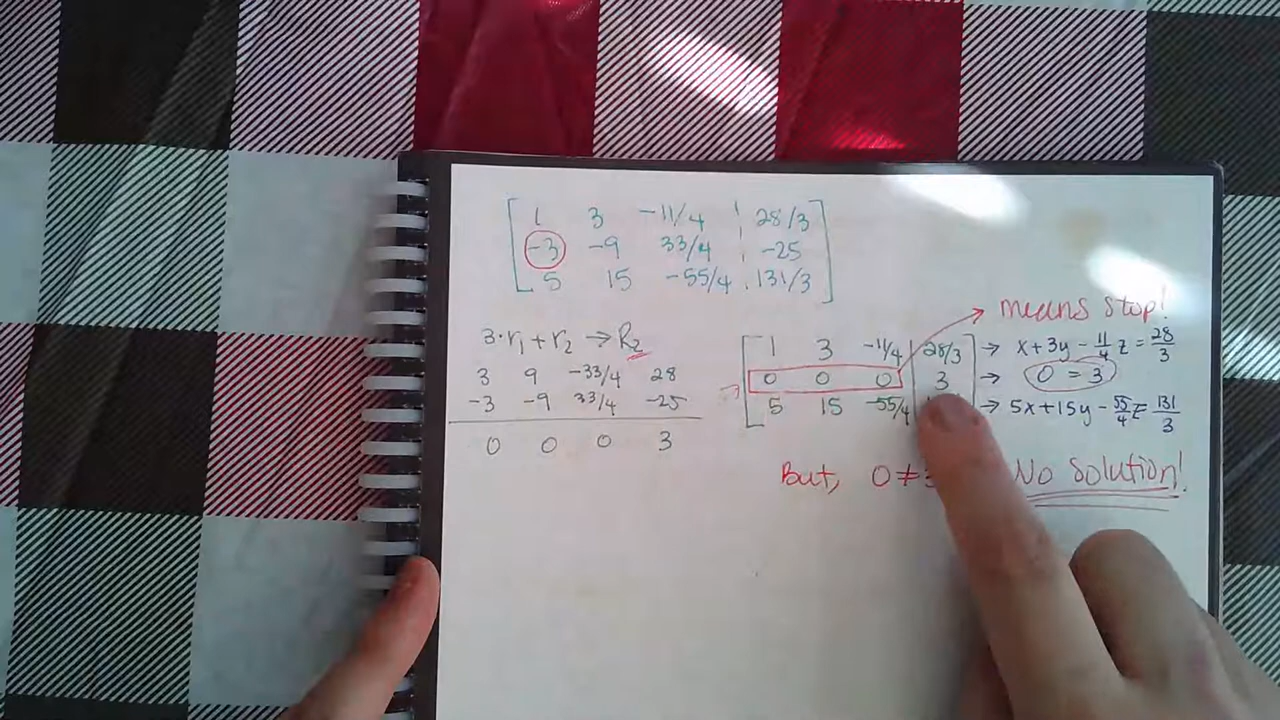 1 3 -11/4 ¦ 28/3
-3 -9 33/4 ¦ -25
5 15 -55/4 ¦ 131/3
3·r₁ + r₂ → R₂
3 9 -33/4 28
-3 -9 33/4 -25
0 0 0 3
means stop!
1 3 -11/4 | 28/3 → x + 3y - 11/4 z = 28/3
0 0 0 | 3 → 0 = 3
5 15 -55/4 | → 5x + 15y - 55/4 z = 131/3
But, 0 ≠ No Solution!